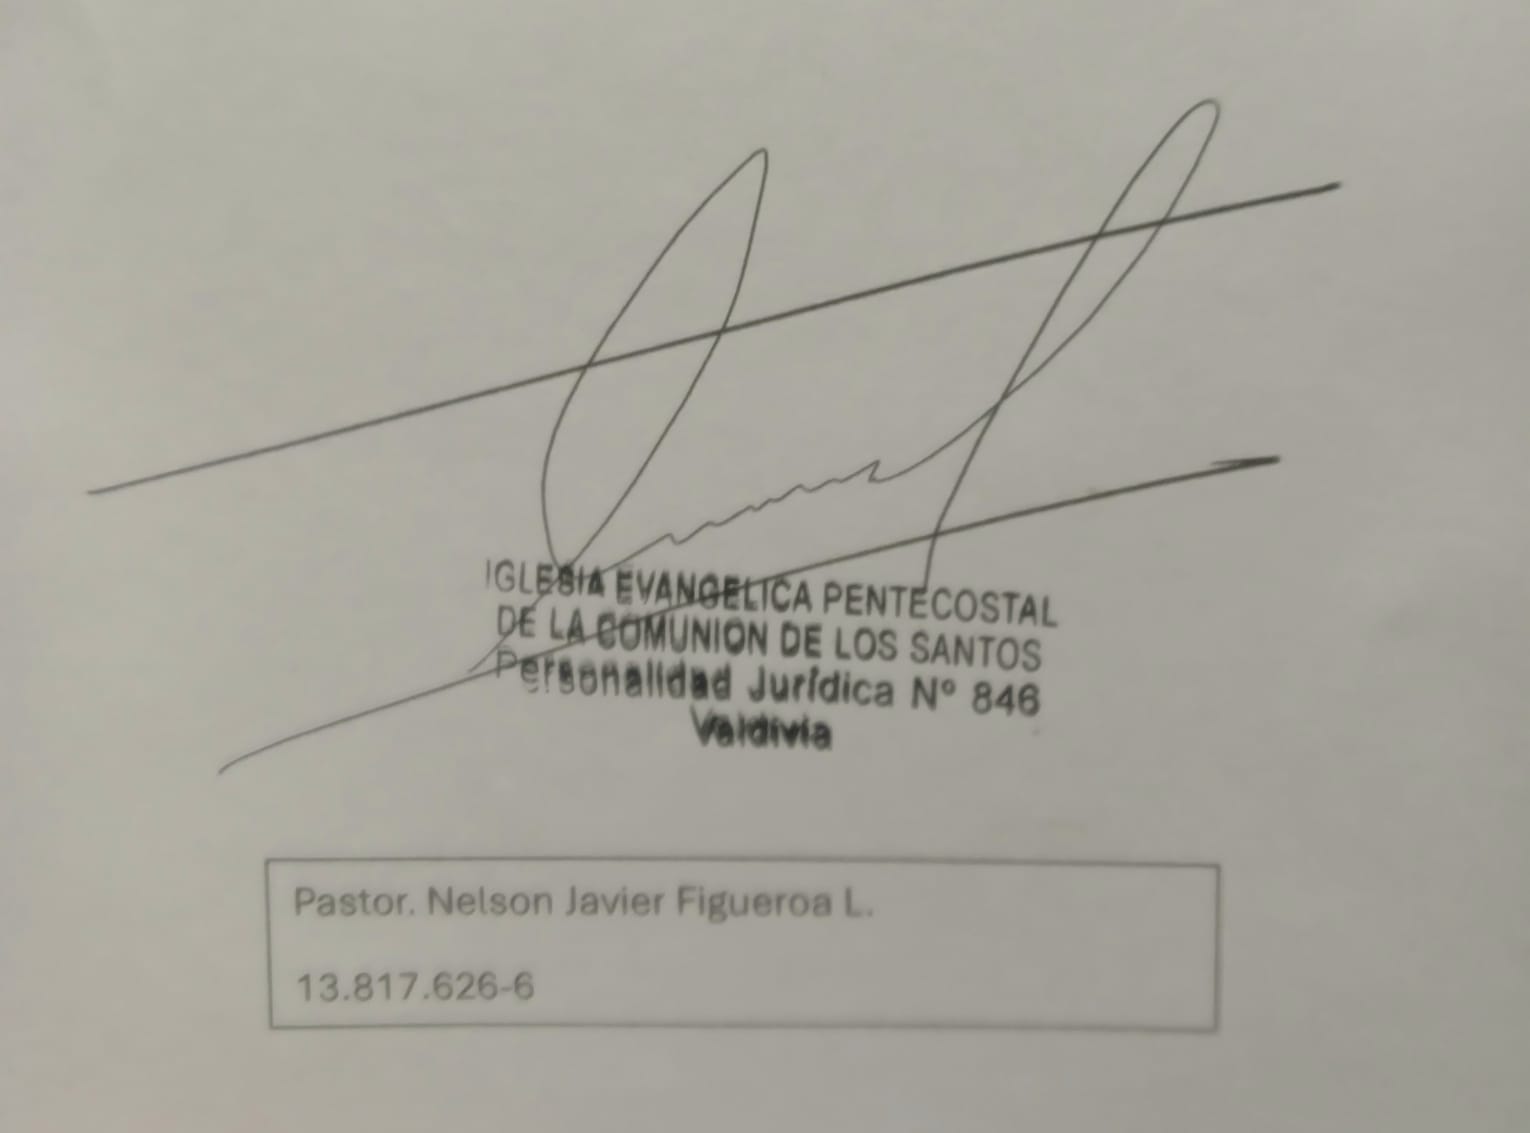 IGLESIA EVANGELICA PENTECOSTAL
DE LA COMUNION DE LOS SANTOS
Personalidad Jurídica Nº 846
Valdivia
Pastor. Nelson Javier Figueroa L.
13.817.626-6